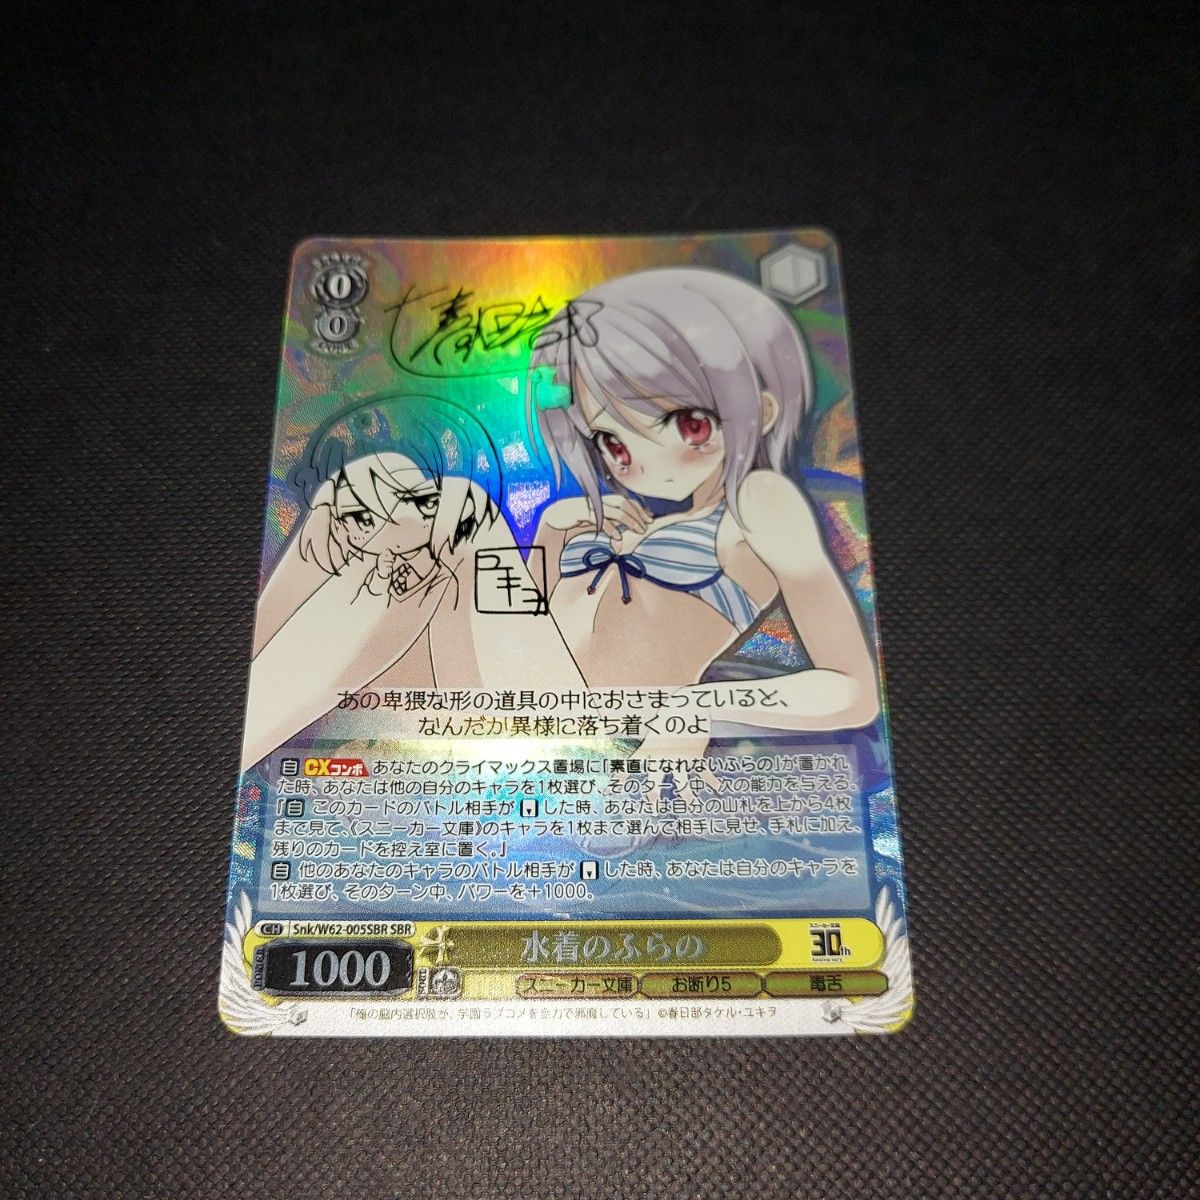 0
0
ユキヲ
あの卑猥な形の道具の中におさまっていると、
なんだか異様に落ち着くのよ
自 CXコンボ あなたのクライマックス置場に「素直になれないふらの」が置かれ
た時、あなたは他の自分のキャラを1枚選び、そのターン中、次の能力を与える。
「自 このカードのバトル相手が した時、あなたは自分の山札を上から4枚
まで見て、《スニーカー文庫》のキャラを1枚まで選んで相手に見せ、手札に加え、
残りのカードを控え室に置く。」
自 他のあなたのキャラのバトル相手が した時、あなたは自分のキャラを
1枚選び、そのターン中、パワーを+1000。
CH Snk/W62-005SBR SBR
水着のふらの
スニーカー文庫 30th Anniversary
POWER 1000
スニーカー文庫 お断り5 毒舌
「俺の脳内選択肢が、学園ラブコメを全力で邪魔している」 ©春日部タケル・ユキヲ